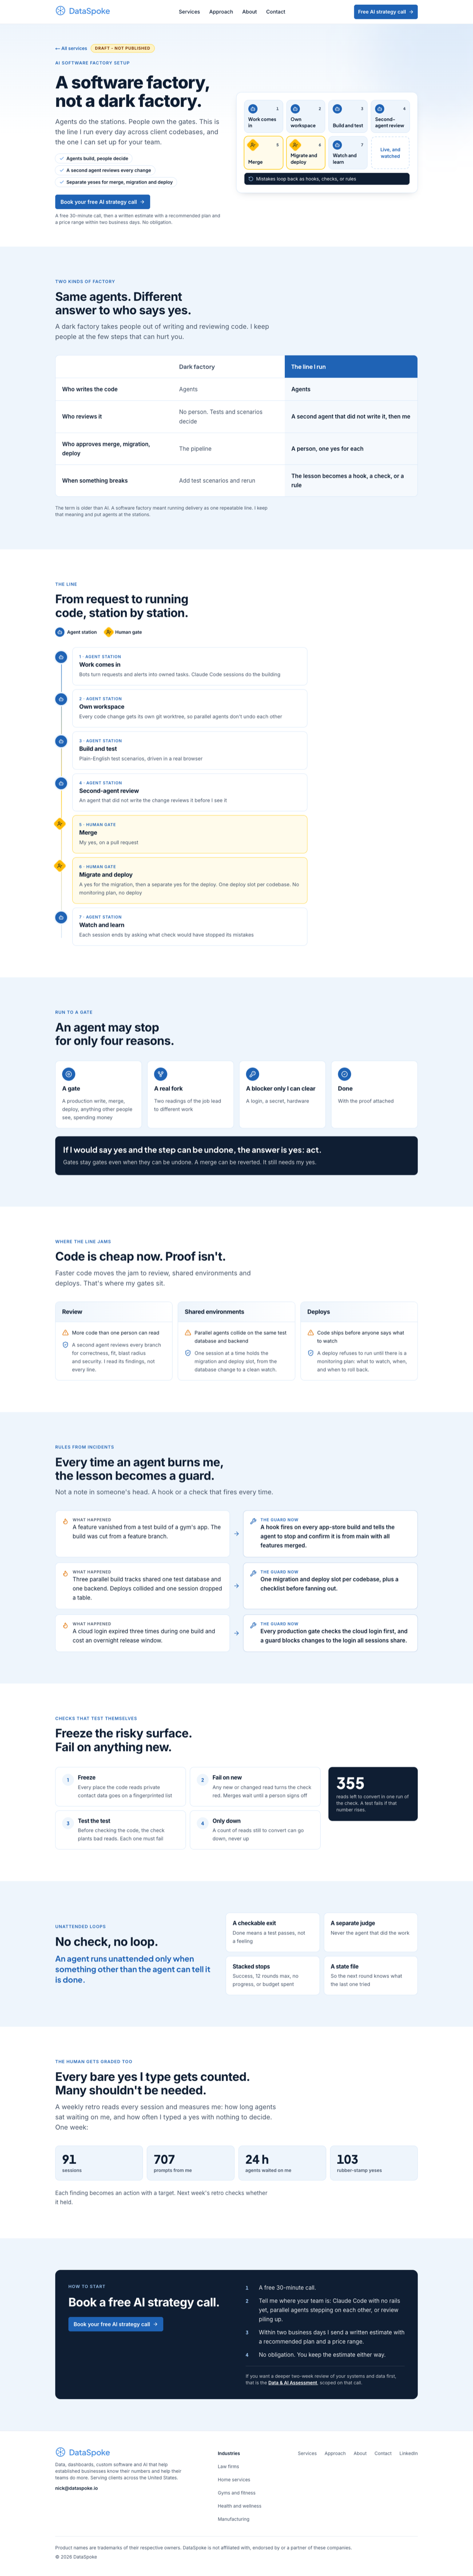 DataSpoke
Services
Approach
About
Contact
Free AI strategy call →
← All services
DRAFT - NOT PUBLISHED
AI SOFTWARE FACTORY SETUP
A software factory,
not a dark factory.
Agents do the stations. People own the gates. This is
the line I run every day across client codebases, and
the one I can set up for your team.
Agents build, people decide
A second agent reviews every change
Separate yeses for merge, migration and deploy
Book your free AI strategy call →
A free 30-minute call, then a written estimate with a recommended plan and
a price range within two business days. No obligation.
1
Work comes
in
2
Own
workspace
3
Build and test
4
Second-
agent review
5
Merge
6
Migrate and
deploy
7
Watch and
learn
Live, and
watched
Mistakes loop back as hooks, checks, or rules
TWO KINDS OF FACTORY
Same agents. Different
answer to who says yes.
A dark factory takes people out of writing and reviewing code. I keep
people at the few steps that can hurt you.
Dark factory
The line I run
Who writes the code
Agents
Agents
Who reviews it
No person. Tests and scenarios
decide
A second agent that did not write it, then me
Who approves merge, migration,
deploy
The pipeline
A person, one yes for each
When something breaks
Add test scenarios and rerun
The lesson becomes a hook, a check, or a
rule
The term is older than AI. A software factory meant running delivery as one repeatable line. I keep
that meaning and put agents at the stations.
THE LINE
From request to running
code, station by station.
Agent station
Human gate
1 · AGENT STATION
Work comes in
Bots turn requests and alerts into owned tasks. Claude Code sessions do the building
2 · AGENT STATION
Own workspace
Every code change gets its own git worktree, so parallel agents don't undo each other
3 · AGENT STATION
Build and test
Plain-English test scenarios, driven in a real browser
4 · AGENT STATION
Second-agent review
An agent that did not write the change reviews it before I see it
5 · HUMAN GATE
Merge
My yes, on a pull request
6 · HUMAN GATE
Migrate and deploy
A yes for the migration, then a separate yes for the deploy. One deploy slot per codebase. No
monitoring plan, no deploy
7 · AGENT STATION
Watch and learn
Each session ends by asking what check would have stopped its mistakes
RUN TO A GATE
An agent may stop
for only four reasons.
A gate
A production write, merge,
deploy, anything other people
see, spending money
A real fork
Two readings of the job lead
to different work
A blocker only I can clear
A login, a secret, hardware
Done
With the proof attached
If I would say yes and the step can be undone, the answer is yes: act.
Gates stay gates even when they can be undone. A merge can be reverted. It still needs my yes.
WHERE THE LINE JAMS
Code is cheap now. Proof isn't.
Faster code moves the jam to review, shared environments and
deploys. That's where my gates sit.
Review
More code than one person can read
A second agent reviews every branch
for correctness, fit, blast radius
and security. I read its findings, not
every line.
Shared environments
Parallel agents collide on the same test
database and backend
One session at a time holds the
migration and deploy slot, from the
database change to a clean watch.
Deploys
Code ships before anyone says what
to watch
A deploy refuses to run until there is a
monitoring plan: what to watch, when,
and when to roll back.
RULES FROM INCIDENTS
Every time an agent burns me,
the lesson becomes a guard.
Not a note in someone's head. A hook or a check that fires every time.
WHAT HAPPENED
A feature vanished from a test build of a gym's app. The
build was cut from a feature branch.
THE GUARD NOW
A hook fires on every app-store build and tells the
agent to stop and confirm it is from main with all
features merged.
WHAT HAPPENED
Three parallel build tracks shared one test database and
one backend. Deploys collided and one session dropped
a table.
THE GUARD NOW
One migration and deploy slot per codebase, plus a
checklist before fanning out.
WHAT HAPPENED
A cloud login expired three times during one build and
cost an overnight release window.
THE GUARD NOW
Every production gate checks the cloud login first, and
a guard blocks changes to the login all sessions share.
CHECKS THAT TEST THEMSELVES
Freeze the risky surface.
Fail on anything new.
1
Freeze
Every place the code reads private
contact data goes on a fingerprinted list
2
Fail on new
Any new or changed read turns the check
red. Merges wait until a person signs off
3
Test the test
Before checking the code, the check
plants bad reads. Each one must fail
4
Only down
A count of reads still to convert can go
down, never up
355
reads left to convert in one run of
the check. A test fails if that
number rises.
UNATTENDED LOOPS
No check, no loop.
An agent runs unattended only when
something other than the agent can tell it
is done.
A checkable exit
Done means a test passes, not
a feeling
A separate judge
Never the agent that did the work
Stacked stops
Success, 12 rounds max, no
progress, or budget spent
A state file
So the next round knows what
the last one tried
THE HUMAN GETS GRADED TOO
Every bare yes I type gets counted.
Many shouldn't be needed.
A weekly retro reads every session and measures me: how long agents
sat waiting on me, and how often I typed a yes with nothing to decide.
One week:
91
sessions
707
prompts from me
24 h
agents waited on me
103
rubber-stamp yeses
Each finding becomes an action with a target. Next week's retro checks whether
it held.
HOW TO START
Book a free AI strategy call.
Book your free AI strategy call →
1 A free 30-minute call.
2 Tell me where your team is: Claude Code with no rails
yet, parallel agents stepping on each other, or review
piling up.
3 Within two business days I send a written estimate with
a recommended plan and a price range.
4 No obligation. You keep the estimate either way.
If you want a deeper two-week review of your systems and data first,
that is the Data & AI Assessment, scoped on that call.
DataSpoke
Data, dashboards, custom software and AI that help
established businesses know their numbers and help their
teams do more. Serving clients across the United States.
nick@dataspoke.io
Industries
Law firms
Home services
Gyms and fitness
Health and wellness
Manufacturing
Services
Approach
About
Contact
LinkedIn
Product names are trademarks of their respective owners. DataSpoke is not affiliated with, endorsed by or a partner of these companies.
© 2026 DataSpoke